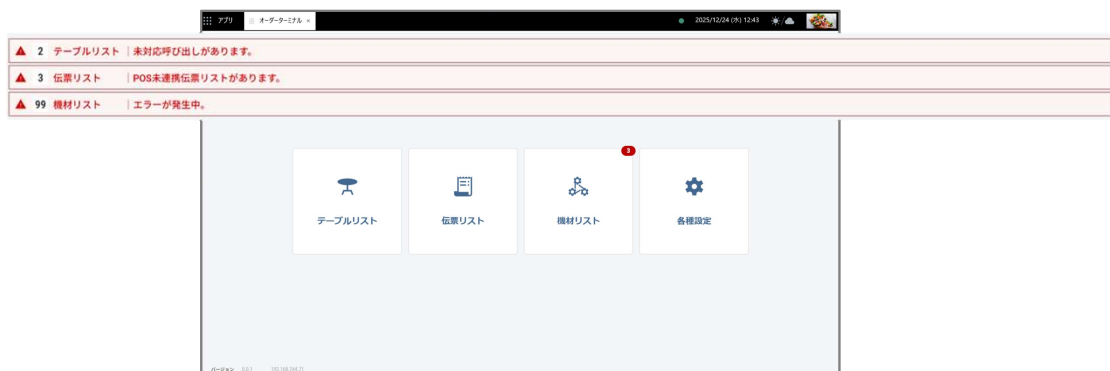 アプリ オーダーターミナル × 2025/12/24 (水) 12:43
2 テーブルリスト | 未対応呼び出しがあります。
3 伝票リスト | POS未連携伝票リストがあります。
99 機材リスト | エラーが発生中。
3
テーブルリスト 伝票リスト 機材リスト 各種設定
バージョン